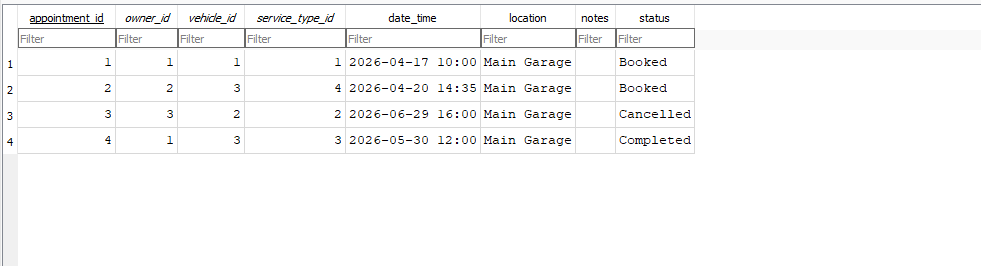 appointment_id owner_id vehicle_id service_type_id date_time location notes status
Filter Filter Filter Filter Filter Filter Filter Filter
1 1 1 1 1 2026-04-17 10:00 Main Garage Booked
2 2 2 3 4 2026-04-20 14:35 Main Garage Booked
3 3 3 2 2 2026-06-29 16:00 Main Garage Cancelled
4 4 1 3 3 2026-05-30 12:00 Main Garage Completed